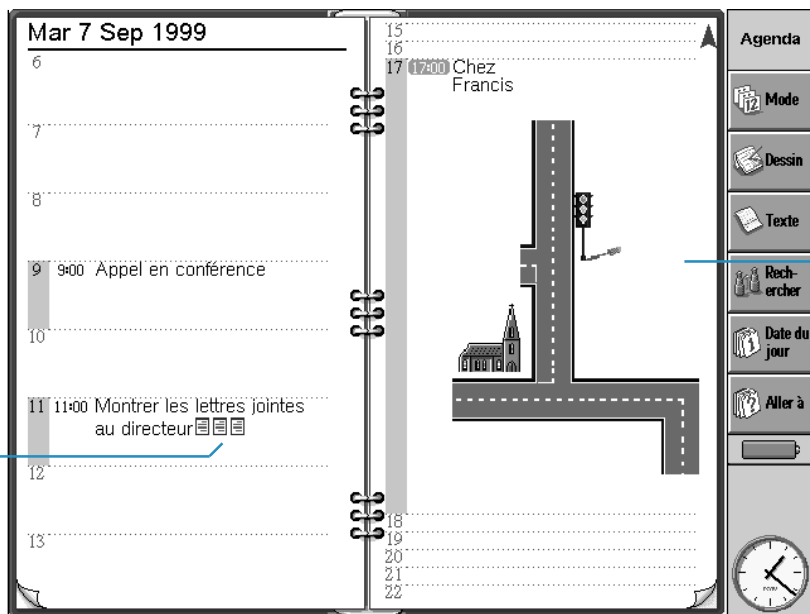 Mar 7 Sep 1999
6
7
8
9 9:00 Appel en conférence
10
11 11:00 Montrer les lettres jointes
au directeur
12
13
15
16
17 17:00 Chez
Francis
18
19
20
21
22
Agenda
12 Mode
Dessin
Texte
Rech-
ercher
1 Date du
jour
? Aller à